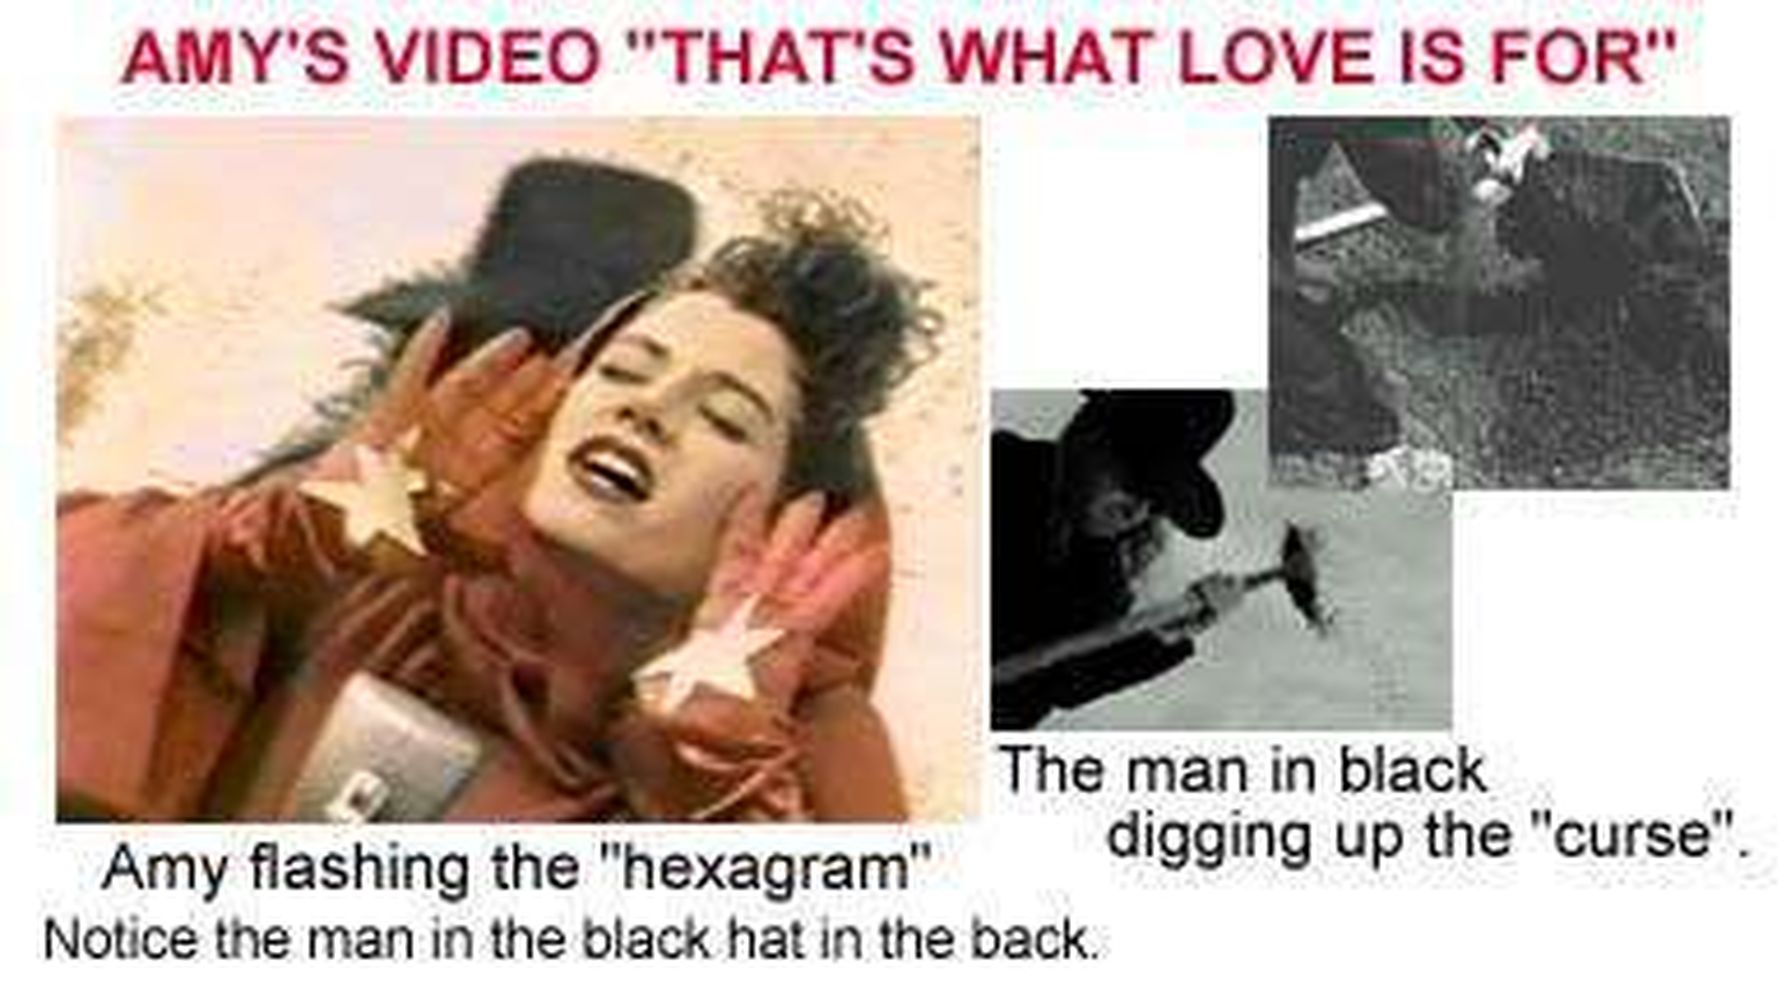 AMY'S VIDEO "THAT'S WHAT LOVE IS FOR"
Amy flashing the "hexagram"
Notice the man in the black hat in the back.
The man in black
digging up the "curse".